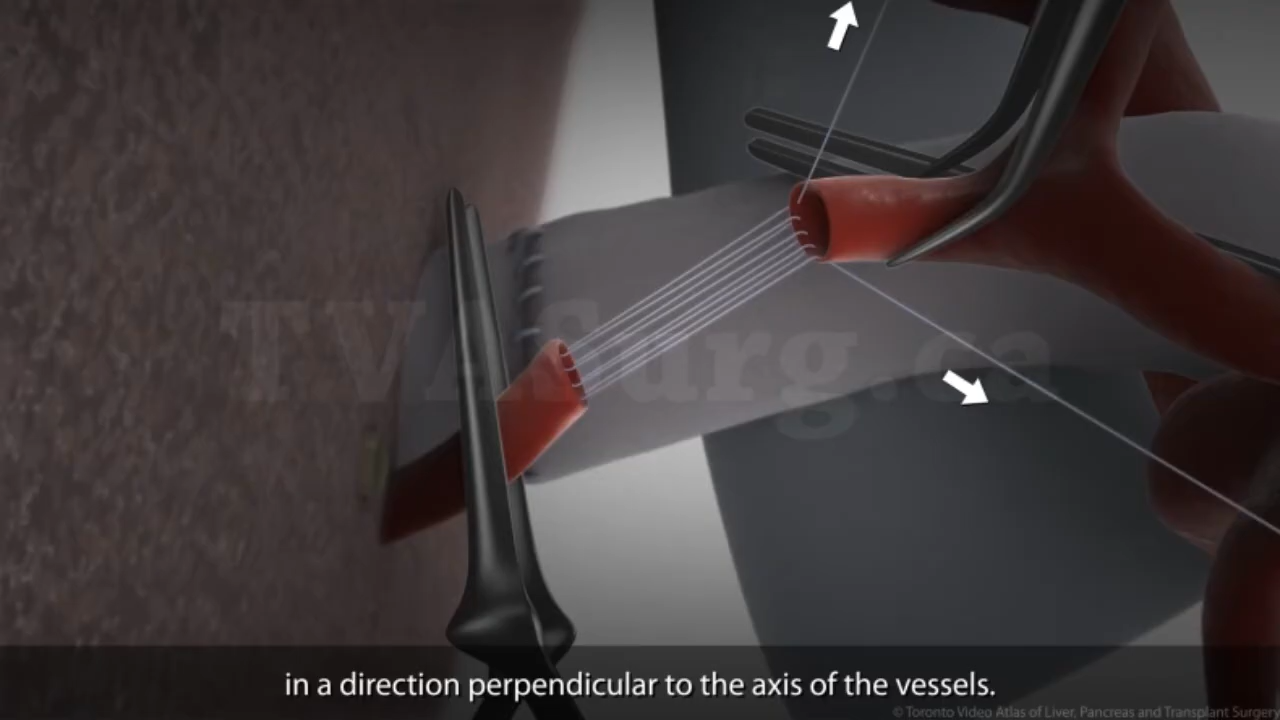 TVASurg.ca
in a direction perpendicular to the axis of the vessels.
© Toronto Video Atlas of Liver, Pancreas and Transplant Surgery